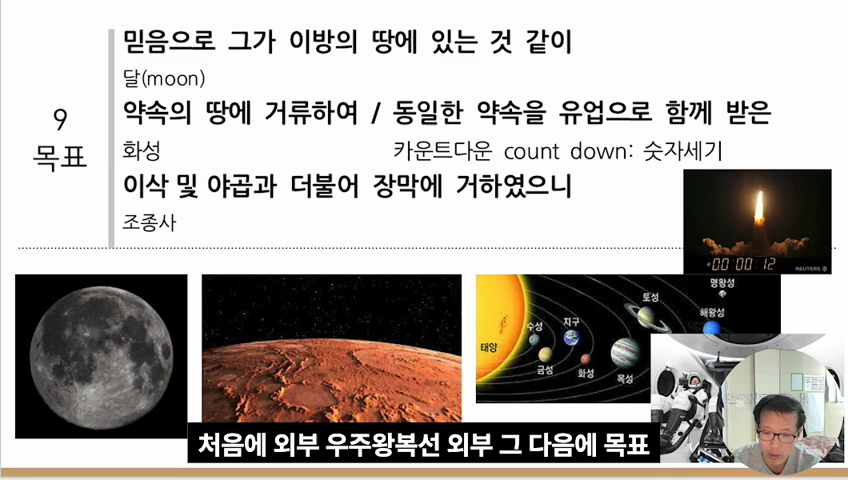 믿음으로 그가 이방의 땅에 있는 것 같이
달(moon)
9
목표
약속의 땅에 거류하여 / 동일한 약속을 유업으로 함께 받은
화성 카운트다운 count down: 숫자세기
이삭 및 야곱과 더불어 장막에 거하였으니
조종사
+00 00 12
REUTERS
명왕성
토성
해왕성
수성
지구
태양
금성
화성
목성
처음에 외부 우주왕복선 외부 그 다음에 목표